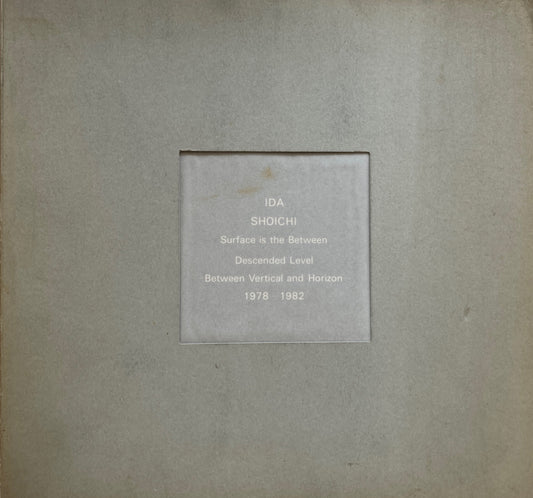 IDA
SHOICHI
Surface is the Between
Descended Level
Between Vertical and Horizon
1978 1982